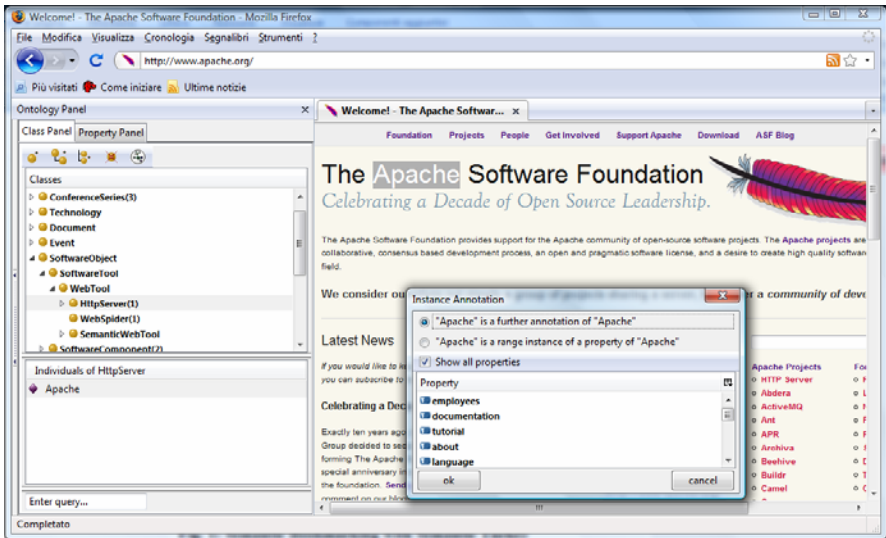 Welcome! - The Apache Software Foundation - Mozilla Firefox
File Modifica Visualizza Cronologia Segnalibri Strumenti ?
http://www.apache.org/
Più visitati Come iniziare Ultime notizie
Ontology Panel x
Welcome! - The Apache Softwar... x
Class Panel Property Panel
Foundation Projects People Get Involved Support Apache Download ASF Blog
Classes
ConferenceSeries(3)
Technology
Document
Event
SoftwareObject
SoftwareTool
WebTool
HttpServer(1)
WebSpider(1)
SemanticWebTool
SoftwareComponent(2)
Individuals of HttpServer
Apache
Enter query...
The Apache Software Foundation
Celebrating a Decade of Open Source Leadership.
The Apache Software Foundation provides support for the Apache community of open-source software projects. The Apache projects are
collaborative, consensus based development process, an open and pragmatic software license, and a desire to create high quality software
field.
We consider ou
r a community of deve
Latest News
If you would like to ke
you can subscribe to
Celebrating a Dec
Exactly ten years ago
Group decided to sec
forming The Apache
special anniversary in
the foundation. Send
comment on our blog
Instance Annotation
"Apache" is a further annotation of "Apache"
"Apache" is a range instance of a property of "Apache"
Show all properties
Property
employees
documentation
tutorial
about
language
ok cancel
Apache Projects
HTTP Server
Abdera
ActiveMQ
Ant
APR
Archiva
Beehive
Buildr
Camel
Completato